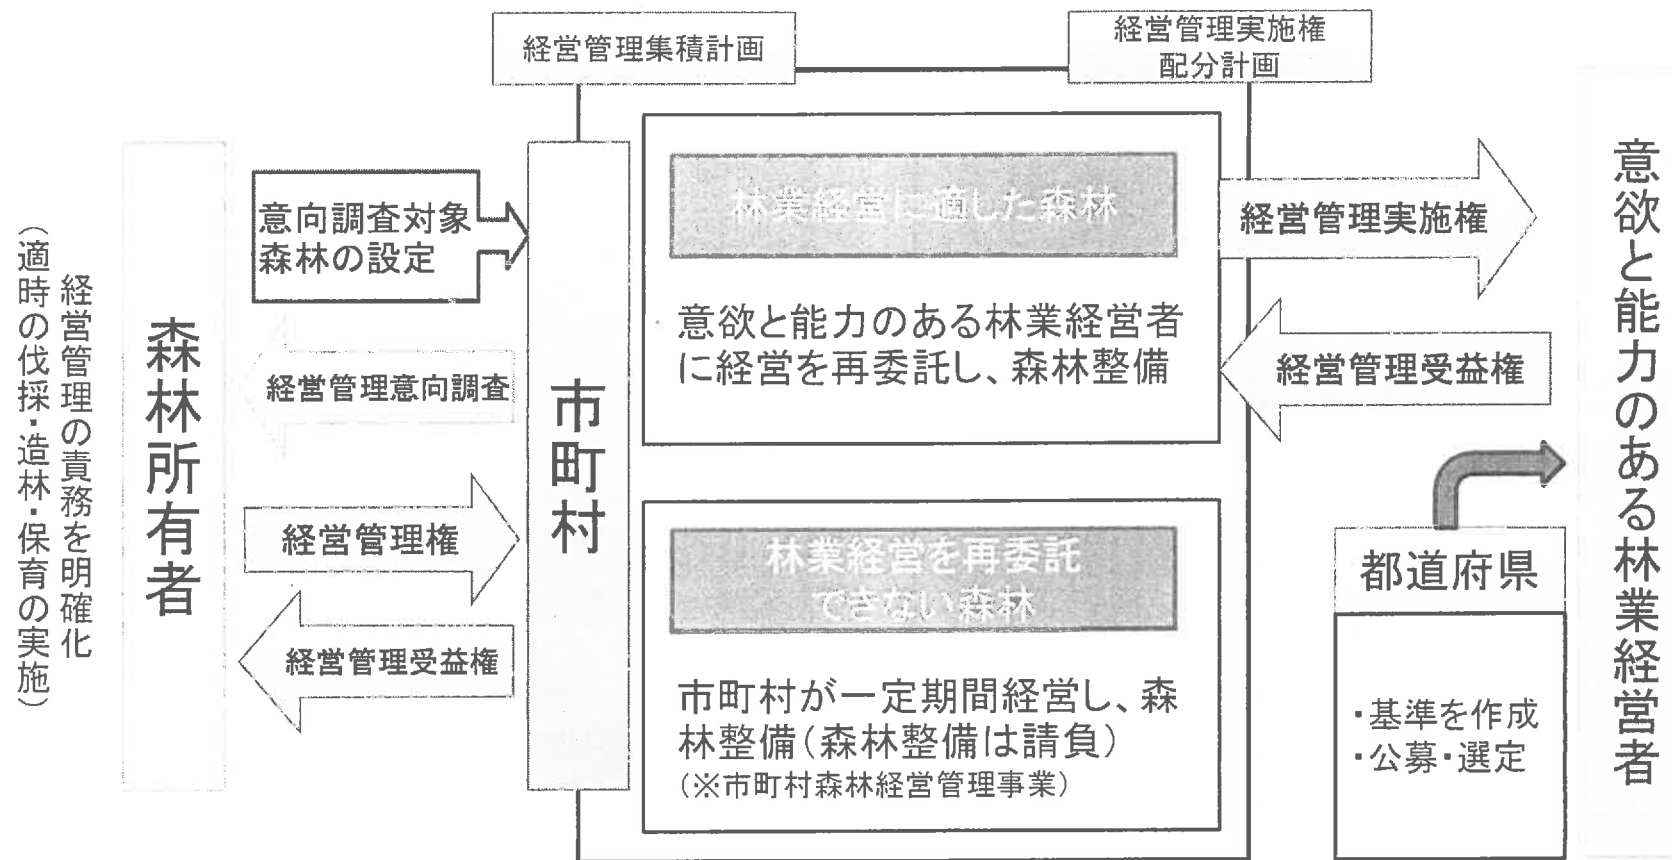 経営管理集積計画
経営管理実施権
配分計画
経営管理の責務を明確化
（適時の伐採・造林・保育の実施）
森林所有者
意向調査対象
森林の設定
経営管理意向調査
経営管理権
経営管理受益権
市町村
林業経営に適した森林
意欲と能力のある林業経営者
に経営を再委託し、森林整備
林業経営を再委託
できない森林
市町村が一定期間経営し、森
林整備（森林整備は請負）
（※市町村森林経営管理事業）
経営管理実施権
経営管理受益権
都道府県
・基準を作成
・公募・選定
意欲と能力のある林業経営者